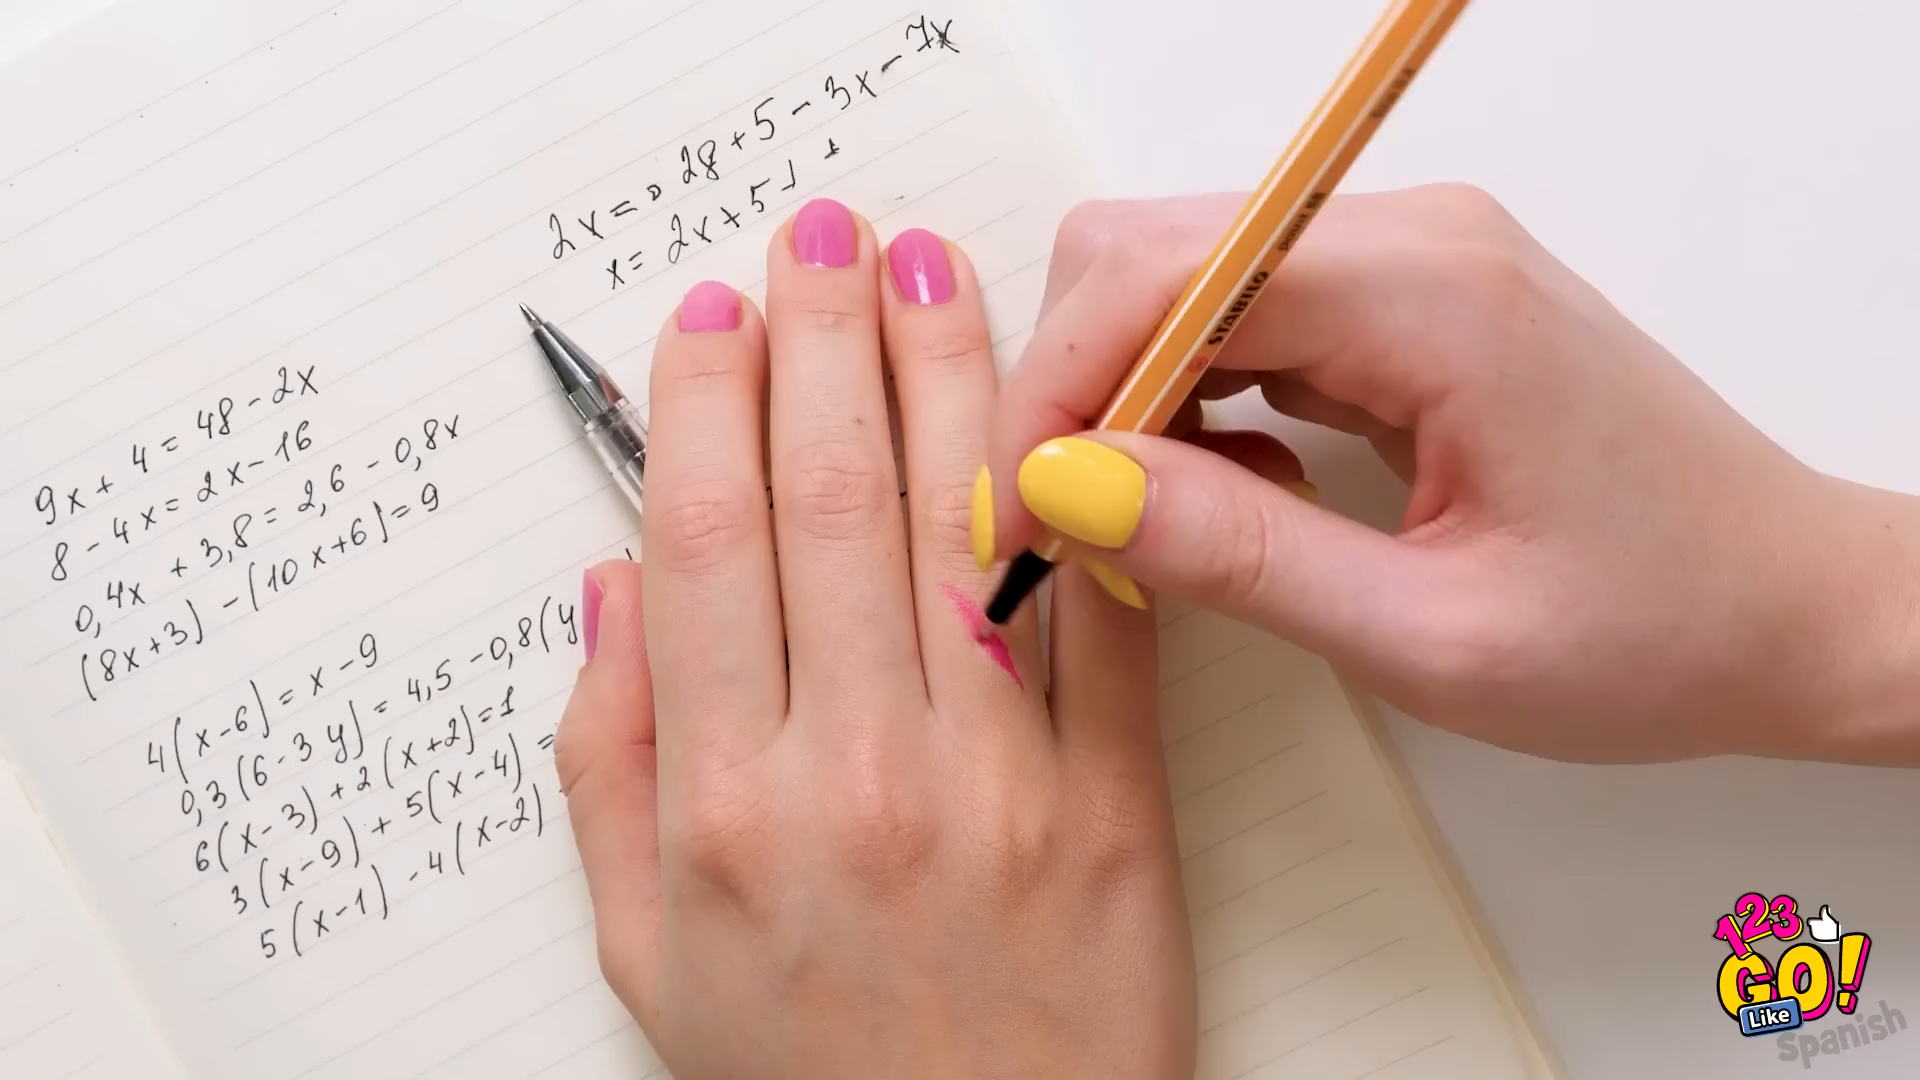 2x = 28 + 5 - 3x - 7x
x = 2x + 5
9x + 4 = 48 - 2x
8 - 4x = 2x - 16
0,4x + 3,8 = 2,6 - 0,8x
(8x+3) - (10x+6) = 9
4(x-6) = x - 9
0,3(6-3y) = 4,5 - 0,8(y
6(x-3) + 2(x+2) = 1
3(x-9) + 5(x-4) =
5(x-1) - 4(x-2)
STABILO
point 88
123
GO!
Like
Spanish